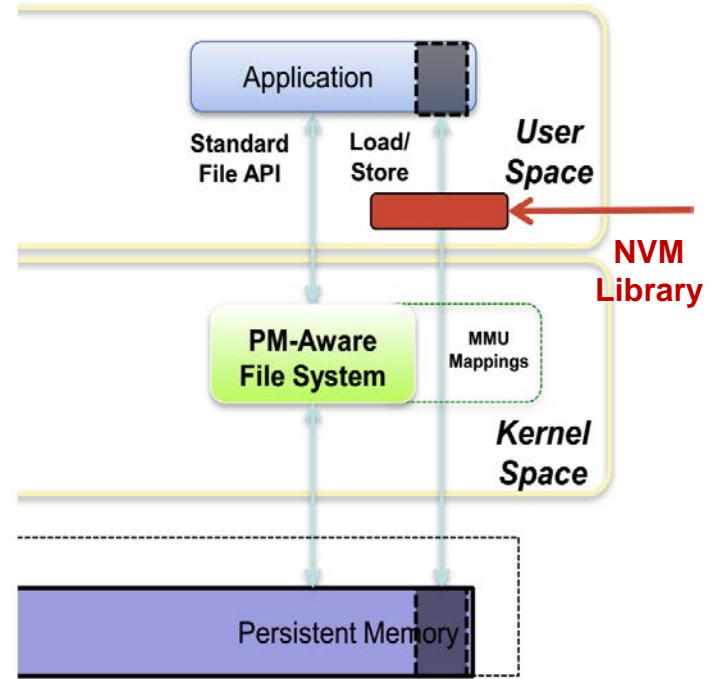 Application
Standard
File API
Load/
Store
User
Space
NVM
Library
PM-Aware
File System
MMU
Mappings
Kernel
Space
Persistent Memory